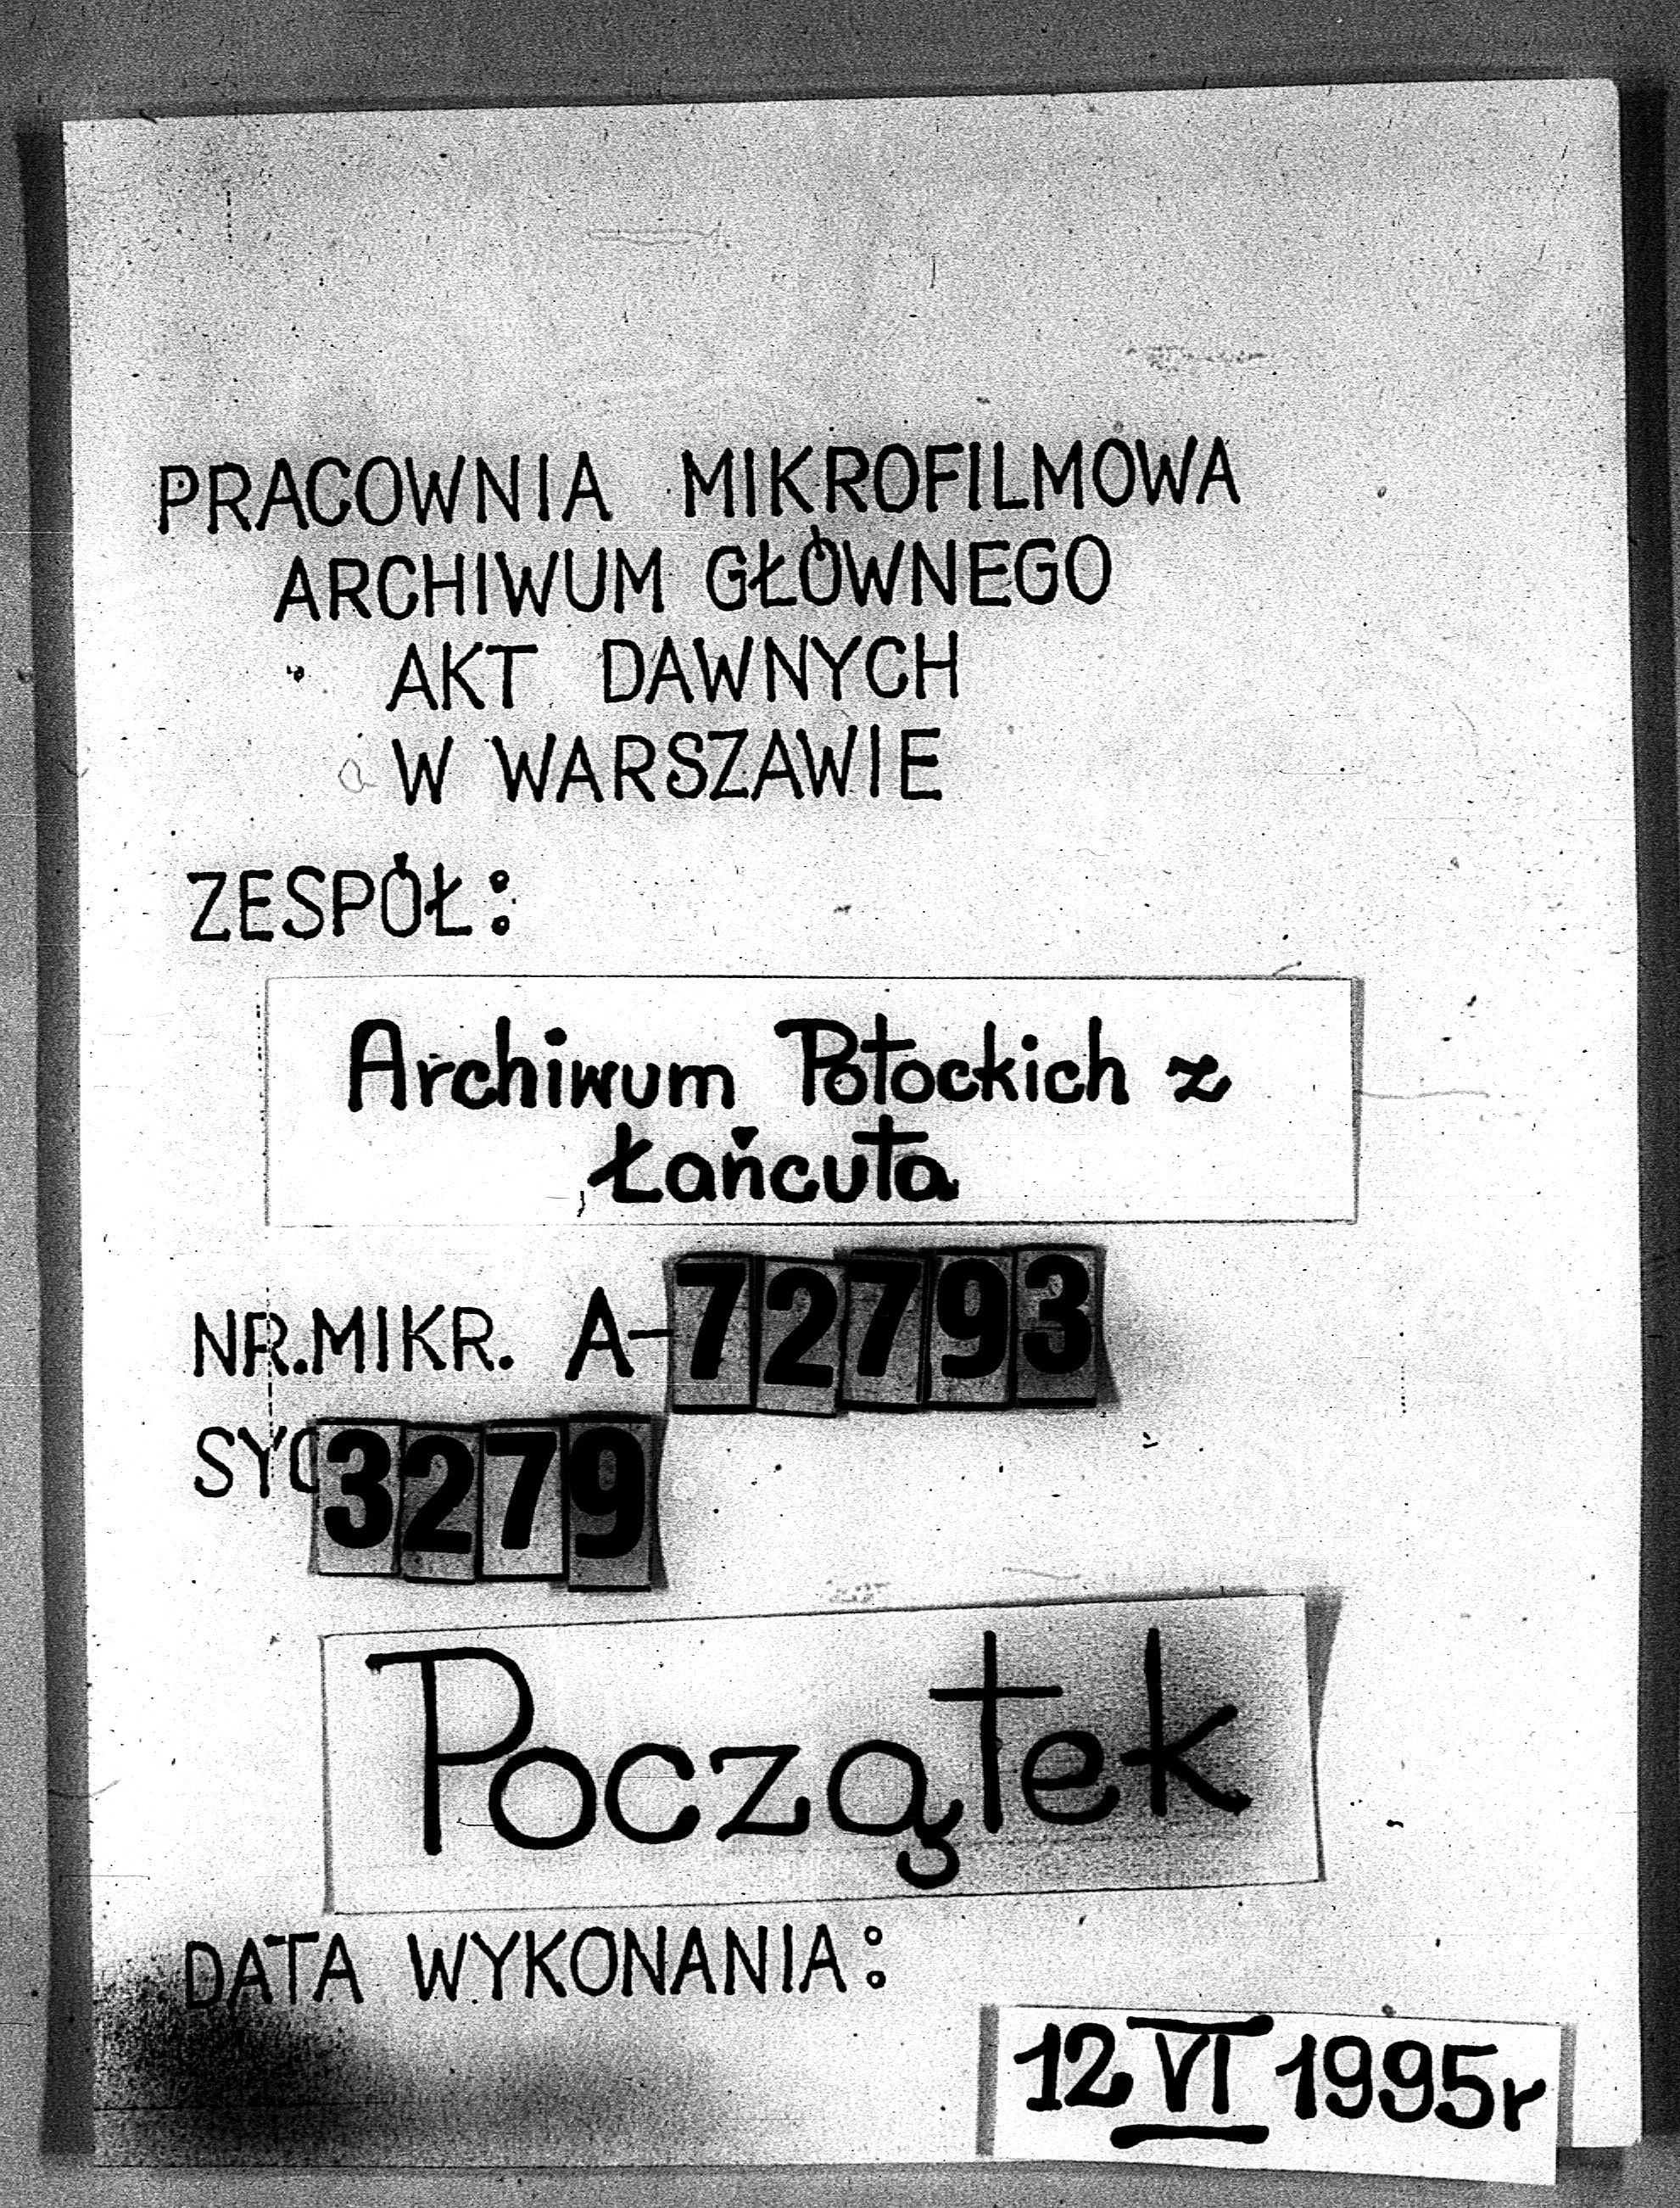 PRACOWNIA MIKROFILMOWA
ARCHIWUM GŁÓWNEGO
AKT DAWNYCH
W WARSZAWIE
ZESPÓŁ:
Archiwum Potockich z
Łańcuta
NR.MIKR. A-72793
SYG 3279
Początek
DATA WYKONANIA:
12 VI 1995r